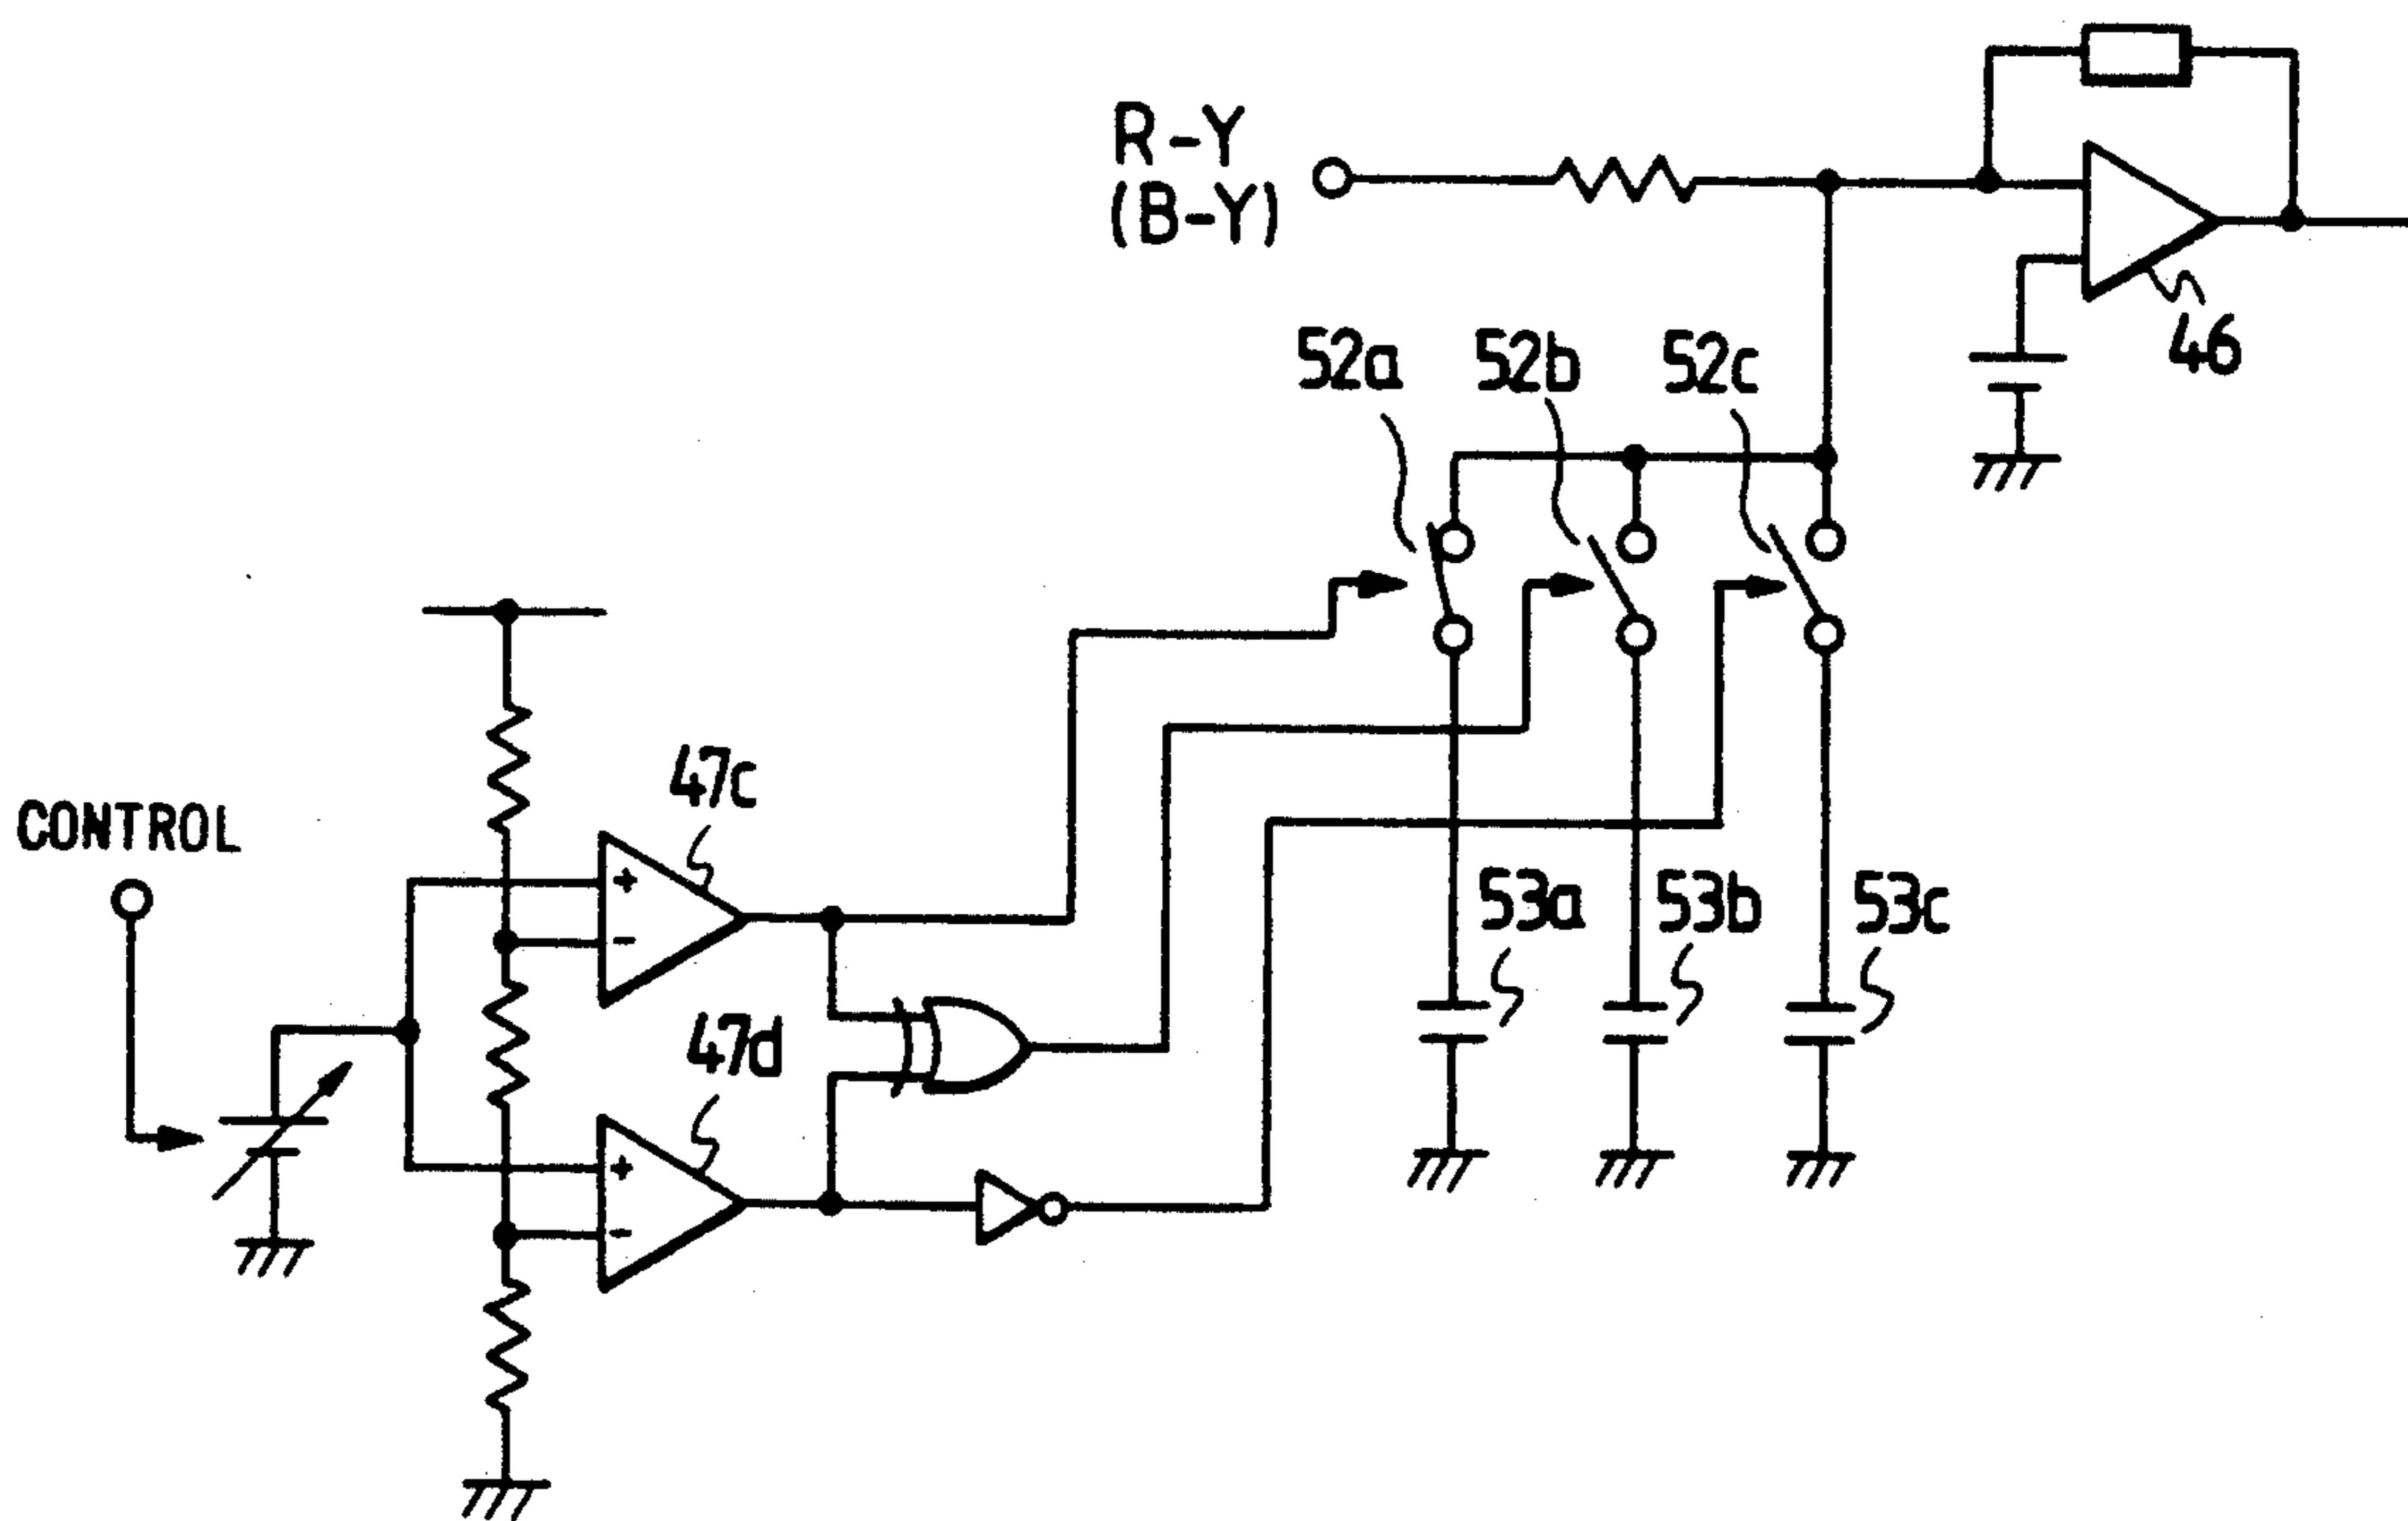 R-Y
(B-Y)
46
52a 52b 52c
47c
CONTROL
+
-
53a 53b 53c
47d
+
-